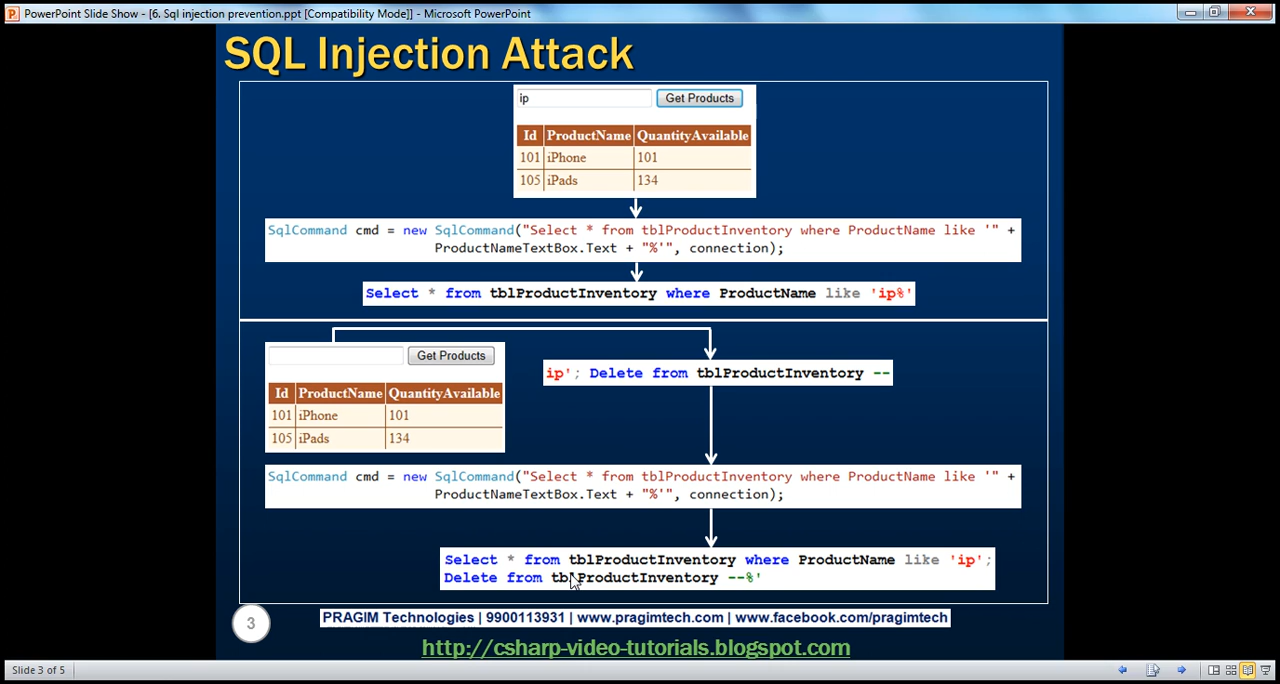 PowerPoint Slide Show - [6. Sql injection prevention.ppt [Compatibility Mode]] - Microsoft PowerPoint
SQL Injection Attack
ip Get Products
Id ProductName QuantityAvailable
101 iPhone 101
105 iPads 134
SqlCommand cmd = new SqlCommand("Select * from tblProductInventory where ProductName like '" +
ProductNameTextBox.Text + "%'", connection);
Select * from tblProductInventory where ProductName like 'ip%'
Get Products
Id ProductName QuantityAvailable
101 iPhone 101
105 iPads 134
ip'; Delete from tblProductInventory --
SqlCommand cmd = new SqlCommand("Select * from tblProductInventory where ProductName like '" +
ProductNameTextBox.Text + "%'", connection);
Select * from tblProductInventory where ProductName like 'ip';
Delete from tblProductInventory --%'
3
PRAGIM Technologies | 9900113931 | www.pragimtech.com | www.facebook.com/pragimtech
http://csharp-video-tutorials.blogspot.com
Slide 3 of 5